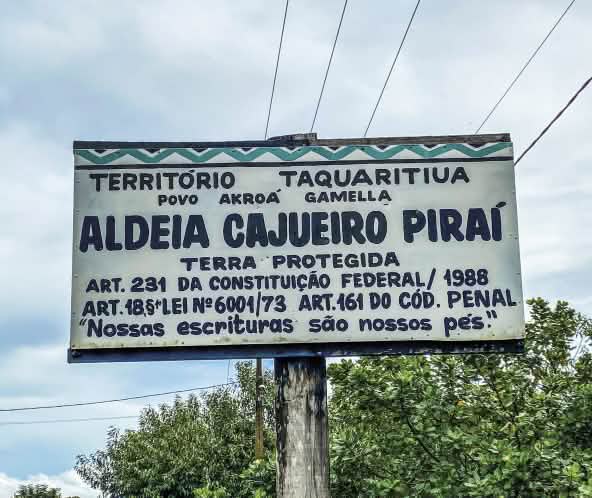 TERRITÓRIO TAQUARITIUA
POVO AKROÁ GAMELLA
ALDEIA CAJUEIRO PIRAÍ
TERRA PROTEGIDA
ART. 231 DA CONSTITUIÇÃO FEDERAL/ 1988
ART. 18,§1º LEI Nº 6001/73 ART. 161 DO CÓD. PENAL
"Nossas escrituras são nossos pés."